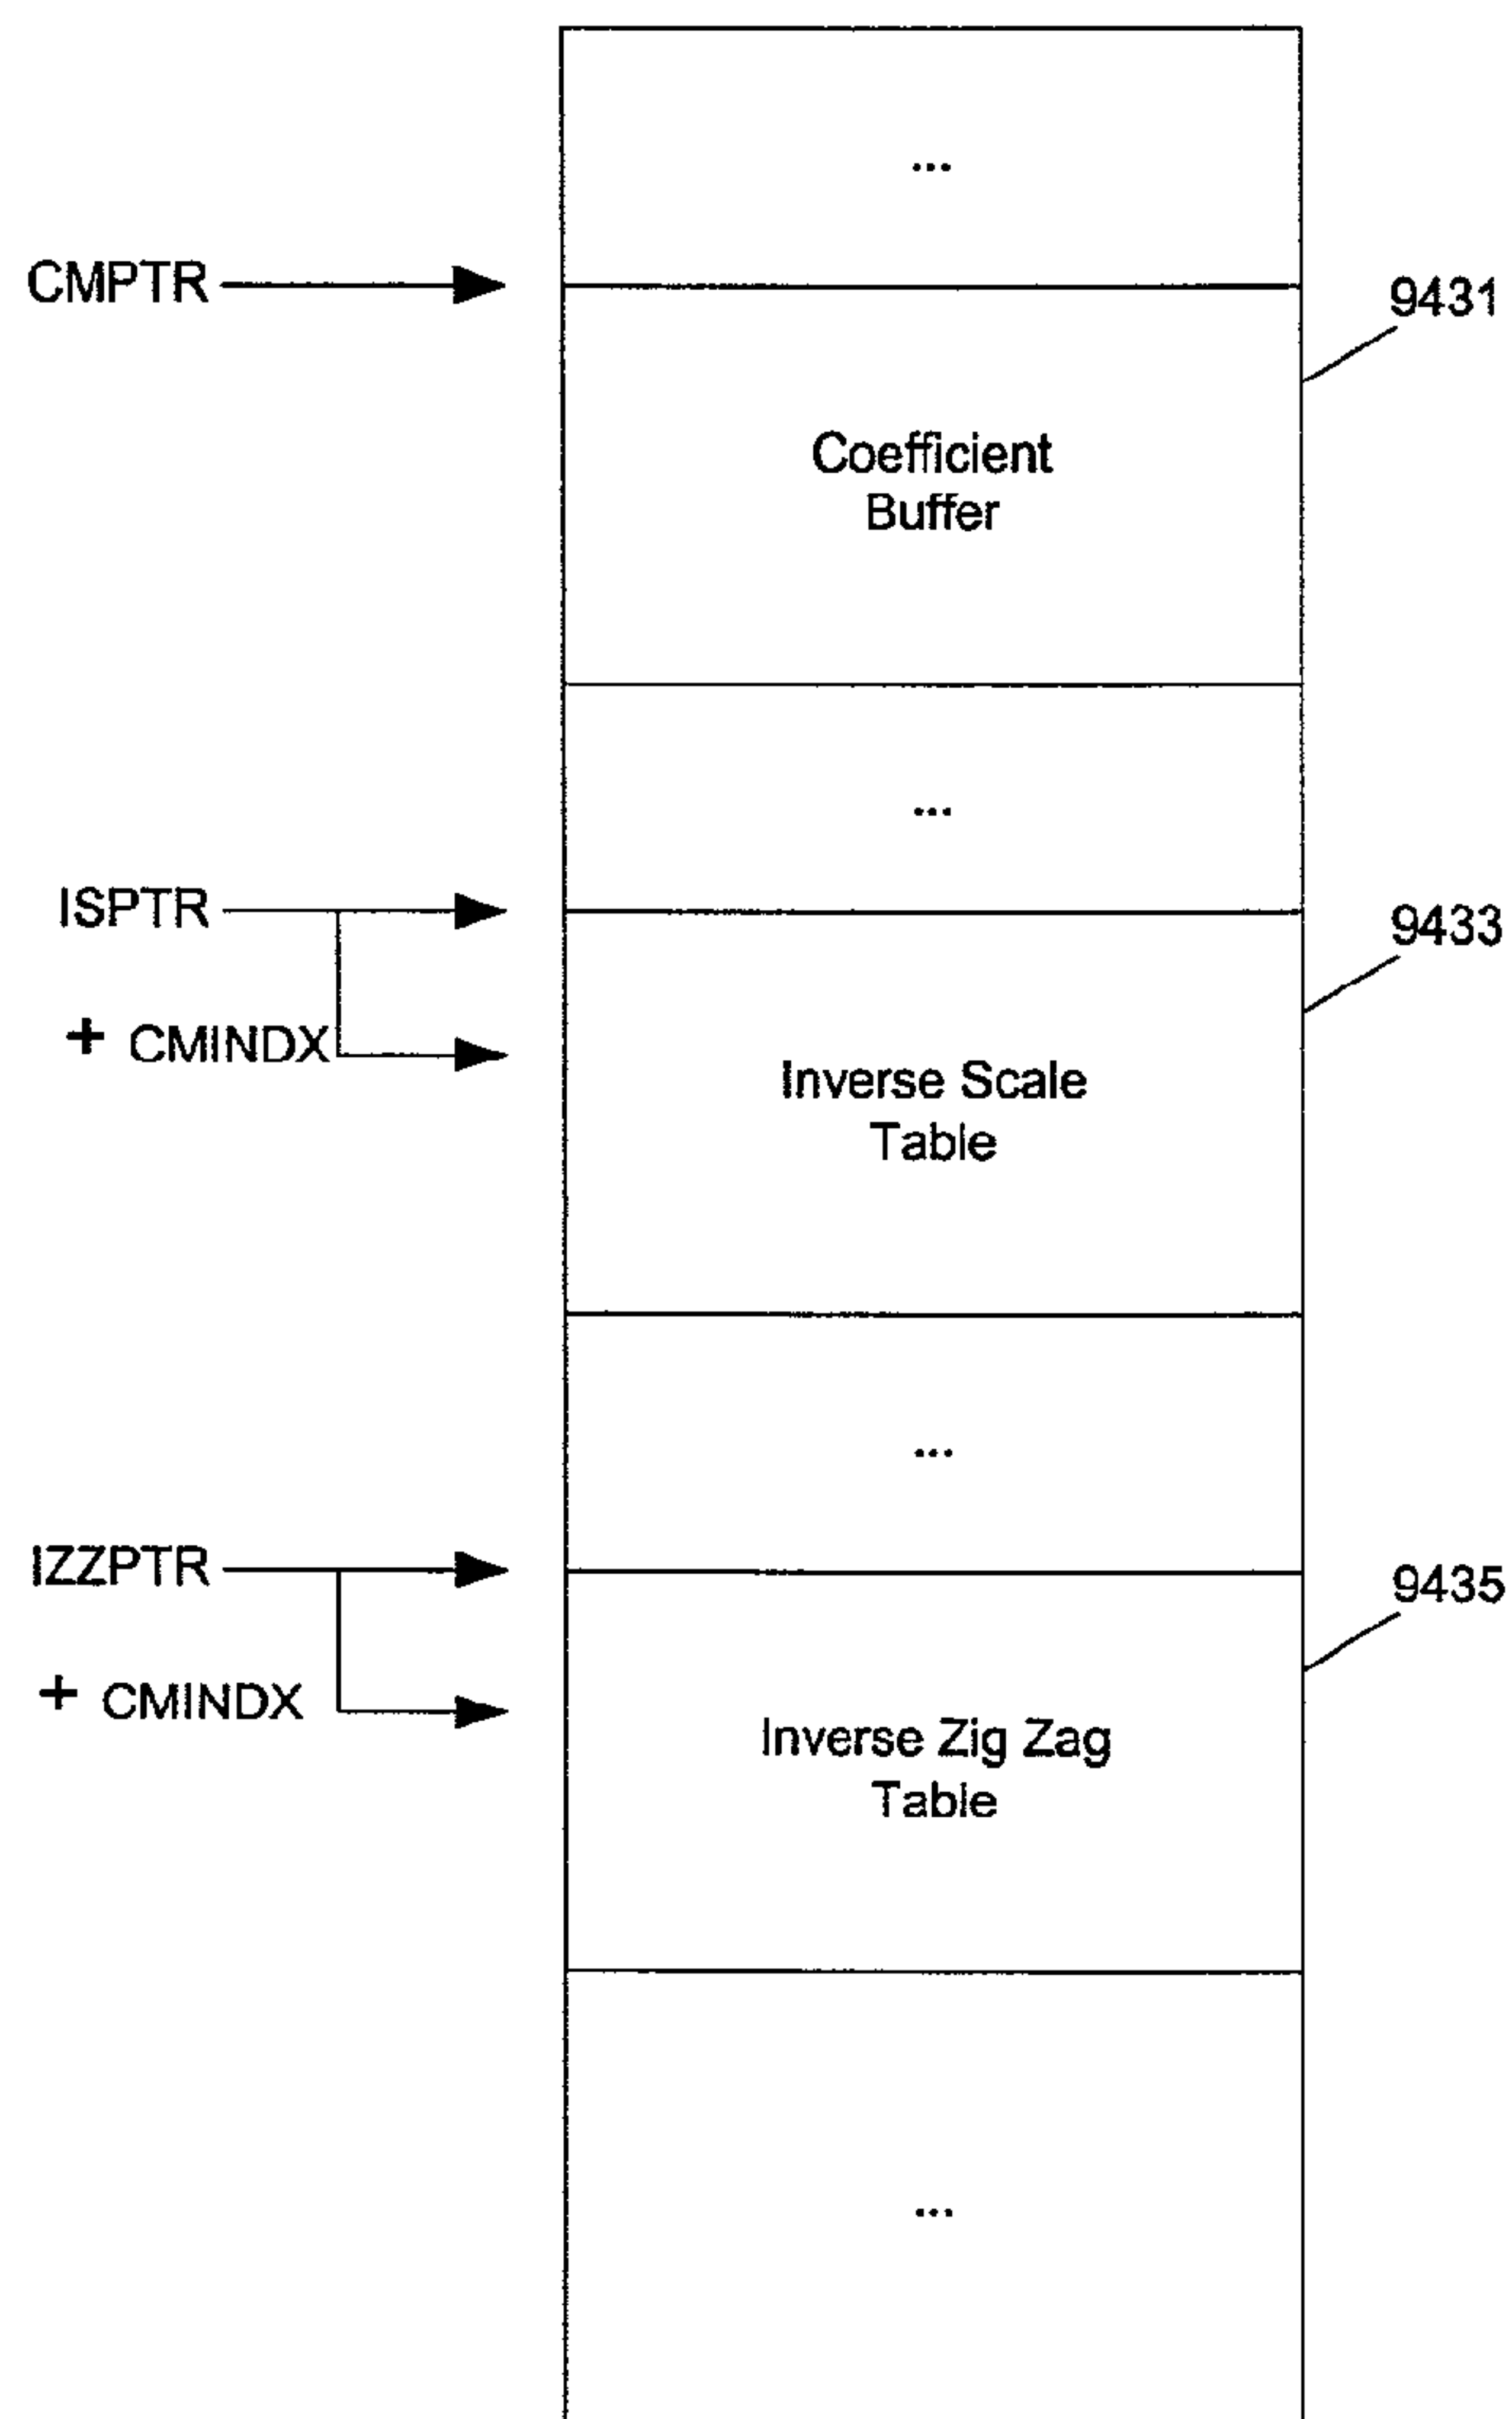 ...
CMPTR
9431
Coefficient
Buffer
...
ISPTR
9433
+ CMINDX
Inverse Scale
Table
...
IZZPTR
9435
+ CMINDX
Inverse Zig Zag
Table
...